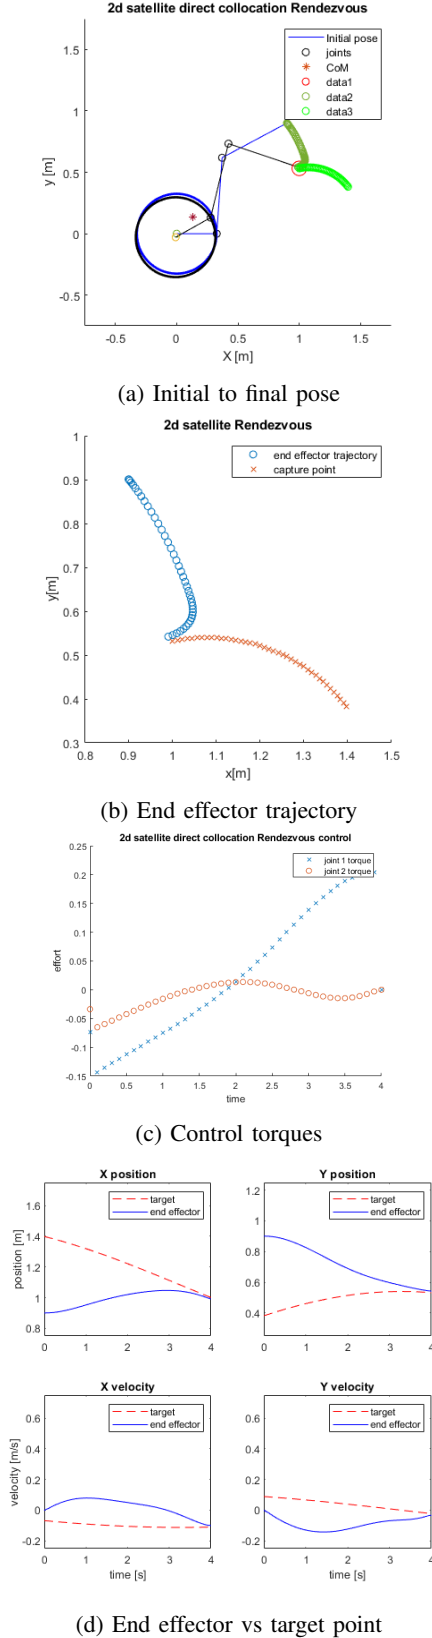 2d satellite direct collocation Rendezvous
Initial pose
joints
CoM
data1
data2
data3
1.5
1
0.5
0
-0.5
y [m]
-0.5
0
0.5
1
1.5
X [m]
(a) Initial to final pose
2d satellite Rendezvous
end effector trajectory
capture point
1
0.9
0.8
0.7
0.6
0.5
0.4
0.3
y[m]
0.8
0.9
1
1.1
1.2
1.3
1.4
1.5
x[m]
(b) End effector trajectory
2d satellite direct collocation Rendezvous control
joint 1 torque
joint 2 torque
0.25
0.2
0.15
0.1
0.05
0
-0.05
-0.1
-0.15
effort
0
0.5
1
1.5
2
2.5
3
3.5
4
time
(c) Control torques
X position
target
end effector
1.6
1.4
1.2
1
0.8
position [m]
0
1
2
3
4
Y position
target
end effector
1.2
1
0.8
0.6
0.4
0
1
2
3
4
X velocity
target
end effector
0.6
0.4
0.2
0
-0.2
velocity [m/s]
0
1
2
3
4
time [s]
Y velocity
target
end effector
0.6
0.4
0.2
0
-0.2
0
1
2
3
4
time [s]
(d) End effector vs target point